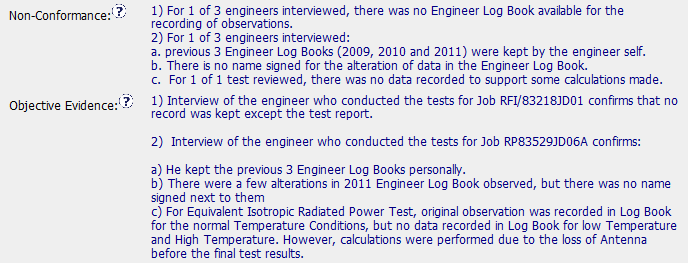 Non-Conformance:? 1) For 1 of 3 engineers interviewed, there was no Engineer Log Book available for the
recording of observations.
2) For 1 of 3 engineers interviewed:
a. previous 3 Engineer Log Books (2009, 2010 and 2011) were kept by the engineer self.
b. There is no name signed for the alteration of data in the Engineer Log Book.
c.  For 1 of 1 test reviewed, there was no data recorded to support some calculations made.
Objective Evidence:? 1) Interview of the engineer who conducted the tests for Job RFI/83218JD01 confirms that no
record was kept except the test report.
2)  Interview of the engineer who conducted the tests for Job RP83529JD06A confirms:
a) He kept the previous 3 Engineer Log Books personally.
b) There were a few alterations in 2011 Engineer Log Book observed, but there was no name
signed next to them
c) For Equivalent Isotropic Radiated Power Test, original observation was recorded in Log Book
for the normal Temperature Conditions, but no data recorded in Log Book for low Temperature
and High Temperature. However, calculations were performed due to the loss of Antenna
before the final test results.